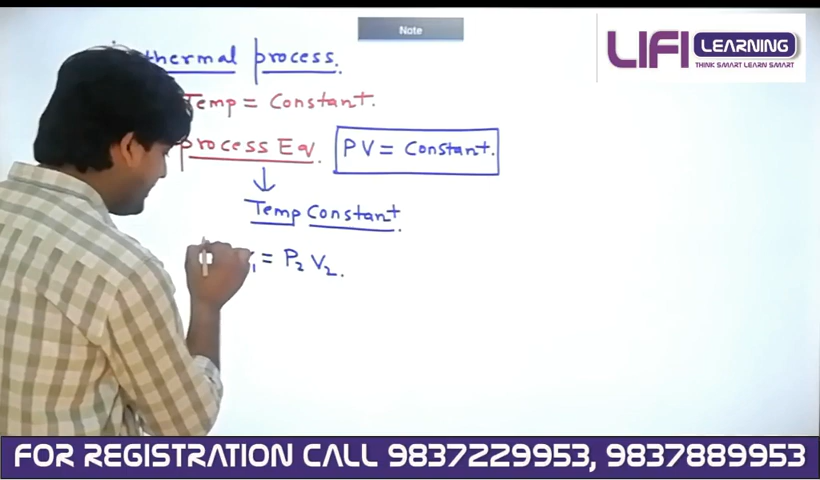 Note
LIFI LEARNING
THINK SMART LEARN SMART
thermal process.
Temp = Constant.
process Eq. PV = Constant.
↓
Temp Constant.
₁ = P₂ V₂.
FOR REGISTRATION CALL 9837229953, 9837889953